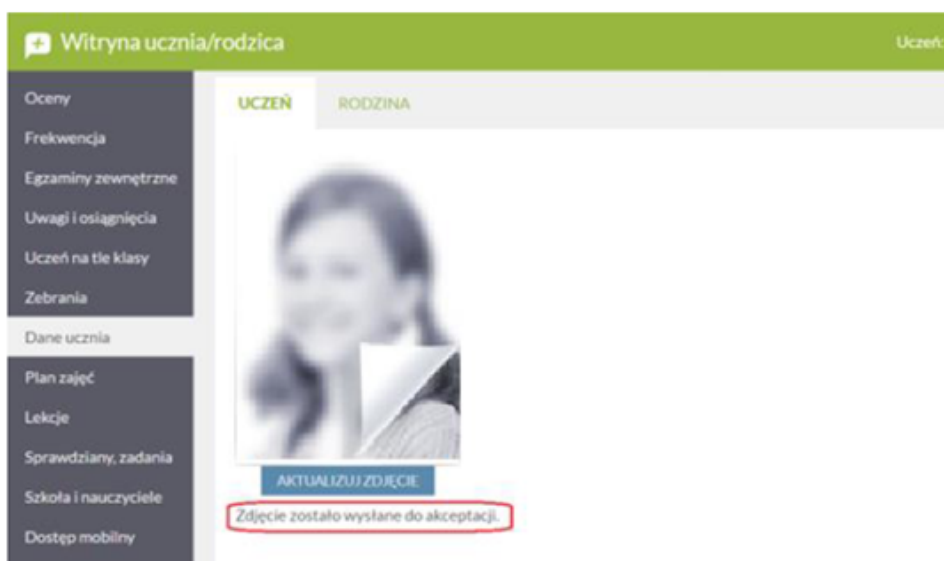 Witryna ucznia/rodzica
Uczeń:
Oceny
Frekwencja
Egzaminy zewnętrzne
Uwagi i osiągnięcia
Uczeń na tle klasy
Zebrania
Dane ucznia
Plan zajęć
Lekcje
Sprawdziany, zadania
Szkoła i nauczyciele
Dostęp mobilny
UCZEŃ
RODZINA
AKTUALIZUJ ZDJĘCIE
Zdjęcie zostało wysłane do akceptacji.